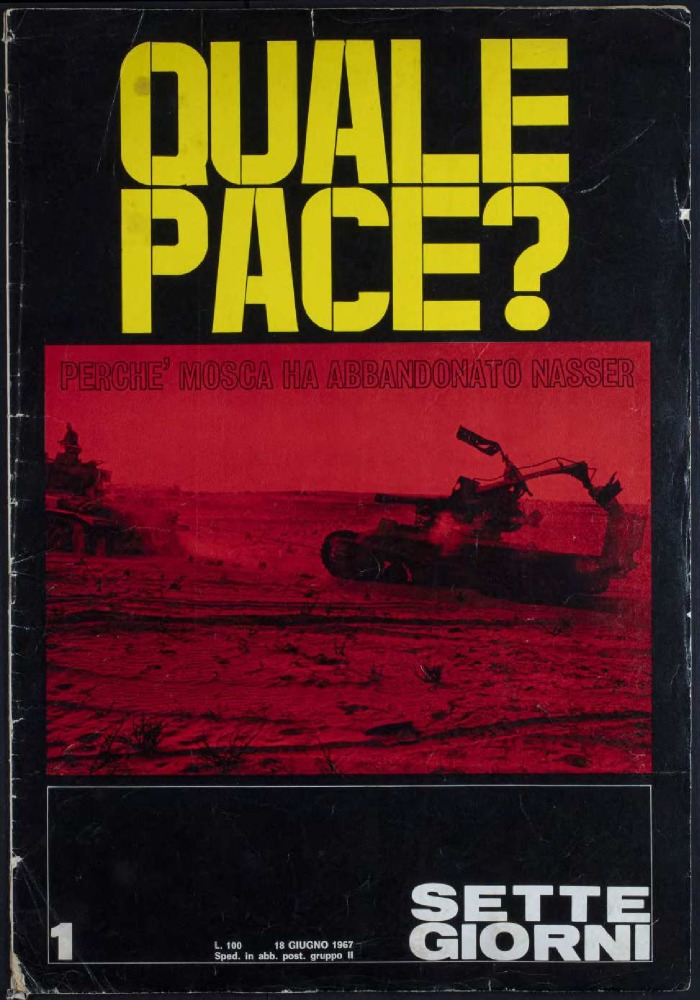 QUALE
PACE?
PERCHE' MOSCA HA ABBANDONATO NASSER
SETTE
GIORNI
1
L. 100 18 GIUGNO 1967
Sped. in abb. post. gruppo II